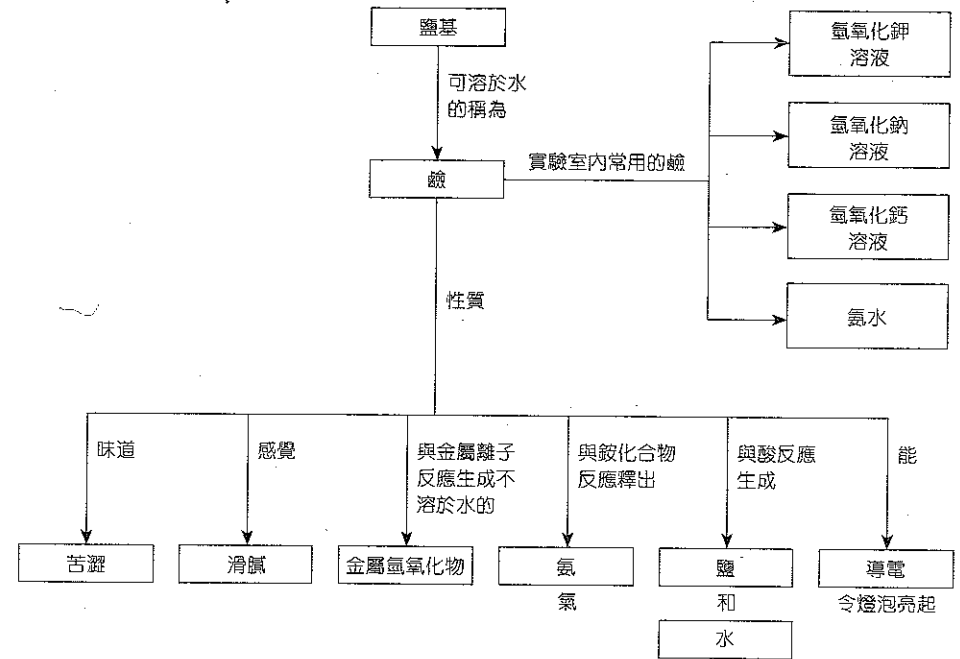 鹽基
可溶於水
的稱為
鹼
實驗室內常用的鹼
氫氧化鉀
溶液
氫氧化鈉
溶液
氫氧化鈣
溶液
氨水
性質
味道
苦澀
感覺
滑膩
與金屬離子
反應生成不
溶於水的
金屬氫氧化物
與銨化合物
反應釋出
氨
氣
與酸反應
生成
鹽
和
水
能
導電
令燈泡亮起